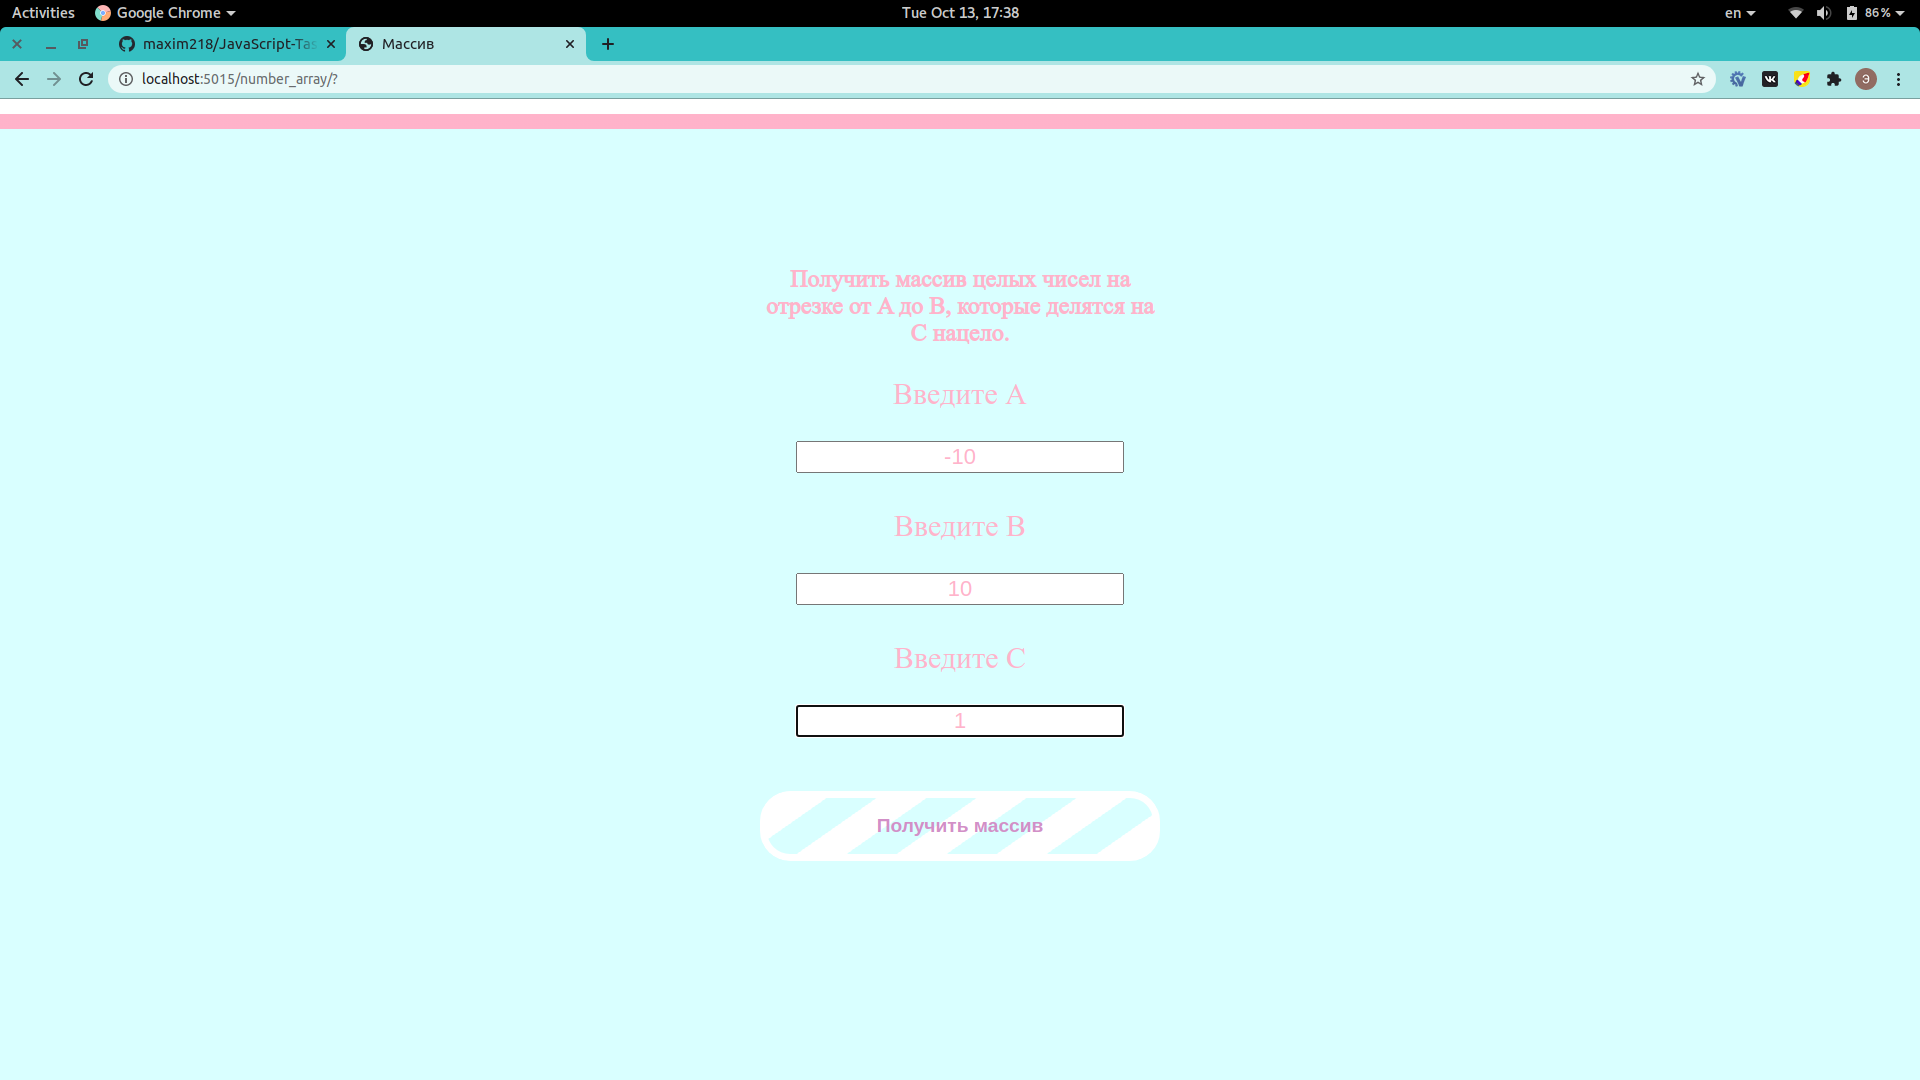 Activities Google Chrome Tue Oct 13, 17:38 en 86%
maxim218/JavaScript-Tas Массив
localhost:5015/number_array/? Э
Получить массив целых чисел на
отрезке от A до B, которые делятся на
C нацело.
Введите A
-10
Введите B
10
Введите C
1
Получить массив